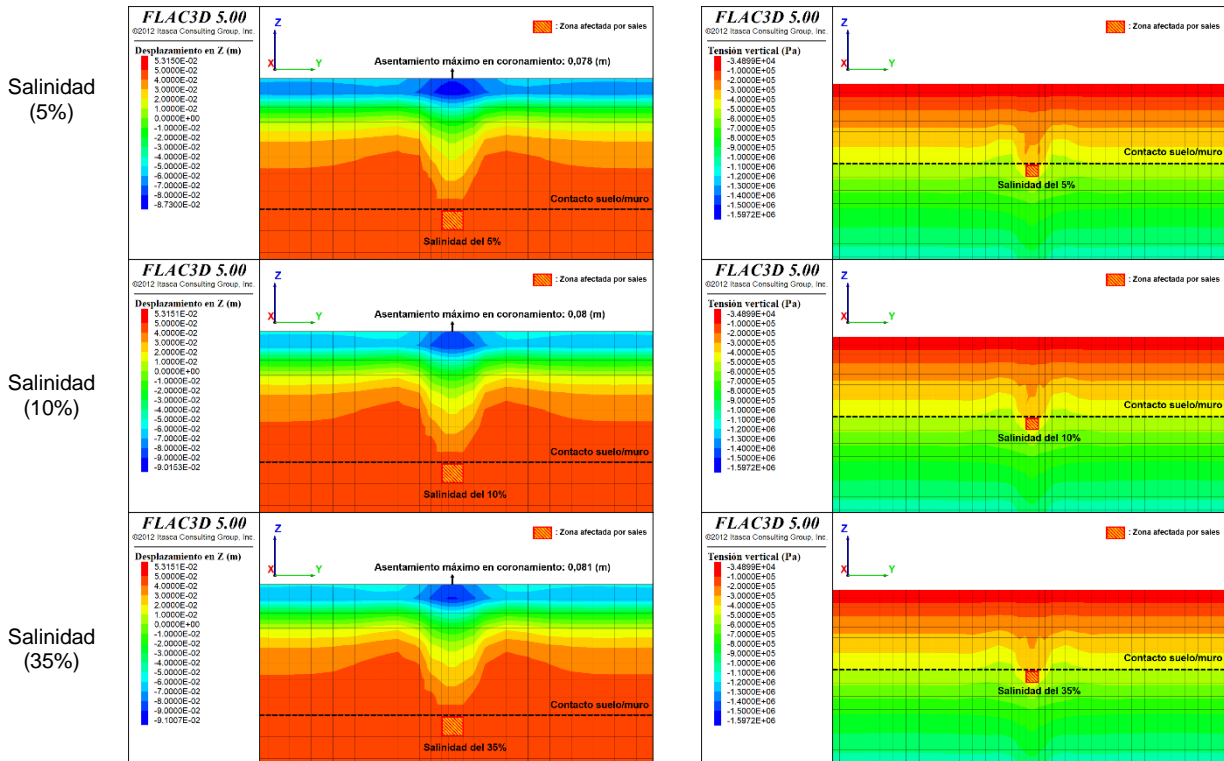 Salinidad
(5%)
FLAC3D 5.00
©2012 Itasca Consulting Group, Inc.
Desplazamiento en Z (m)
5.3150E-02
5.0000E-02
4.0000E-02
3.0000E-02
2.0000E-02
1.0000E-02
0.0000E+00
-1.0000E-02
-2.0000E-02
-3.0000E-02
-4.0000E-02
-5.0000E-02
-6.0000E-02
-7.0000E-02
-8.0000E-02
-8.7300E-02
Z
X
Y
: Zona afectada por sales
Asentamiento máximo en coronamiento: 0,078 (m)
Contacto suelo/muro
Salinidad del 5%
FLAC3D 5.00
©2012 Itasca Consulting Group, Inc.
Tensión vertical (Pa)
-3.4899E+04
-1.0000E+05
-2.0000E+05
-3.0000E+05
-4.0000E+05
-5.0000E+05
-6.0000E+05
-7.0000E+05
-8.0000E+05
-9.0000E+05
-1.0000E+06
-1.1000E+06
-1.2000E+06
-1.3000E+06
-1.4000E+06
-1.5000E+06
-1.5972E+06
Z
X
Y
: Zona afectada por sales
Contacto suelo/muro
Salinidad del 5%
Salinidad
(10%)
FLAC3D 5.00
©2012 Itasca Consulting Group, Inc.
Desplazamiento en Z (m)
5.3151E-02
5.0000E-02
4.0000E-02
3.0000E-02
2.0000E-02
1.0000E-02
0.0000E+00
-1.0000E-02
-2.0000E-02
-3.0000E-02
-4.0000E-02
-5.0000E-02
-6.0000E-02
-7.0000E-02
-8.0000E-02
-9.0000E-02
-9.0153E-02
Z
X
Y
: Zona afectada por sales
Asentamiento máximo en coronamiento: 0,08 (m)
Contacto suelo/muro
Salinidad del 10%
FLAC3D 5.00
©2012 Itasca Consulting Group, Inc.
Tensión vertical (Pa)
-3.4899E+04
-1.0000E+05
-2.0000E+05
-3.0000E+05
-4.0000E+05
-5.0000E+05
-6.0000E+05
-7.0000E+05
-8.0000E+05
-9.0000E+05
-1.0000E+06
-1.1000E+06
-1.2000E+06
-1.3000E+06
-1.4000E+06
-1.5000E+06
-1.5972E+06
Z
X
Y
: Zona afectada por sales
Contacto suelo/muro
Salinidad del 10%
Salinidad
(35%)
FLAC3D 5.00
©2012 Itasca Consulting Group, Inc.
Desplazamiento en Z (m)
5.3151E-02
5.0000E-02
4.0000E-02
3.0000E-02
2.0000E-02
1.0000E-02
0.0000E+00
-1.0000E-02
-2.0000E-02
-3.0000E-02
-4.0000E-02
-5.0000E-02
-6.0000E-02
-7.0000E-02
-8.0000E-02
-9.0000E-02
-9.1007E-02
Z
X
Y
: Zona afectada por sales
Asentamiento máximo en coronamiento: 0,081 (m)
Contacto suelo/muro
Salinidad del 35%
FLAC3D 5.00
©2012 Itasca Consulting Group, Inc.
Tensión vertical (Pa)
-3.4899E+04
-1.0000E+05
-2.0000E+05
-3.0000E+05
-4.0000E+05
-5.0000E+05
-6.0000E+05
-7.0000E+05
-8.0000E+05
-9.0000E+05
-1.0000E+06
-1.1000E+06
-1.2000E+06
-1.3000E+06
-1.4000E+06
-1.5000E+06
-1.5972E+06
Z
X
Y
: Zona afectada por sales
Contacto suelo/muro
Salinidad del 35%